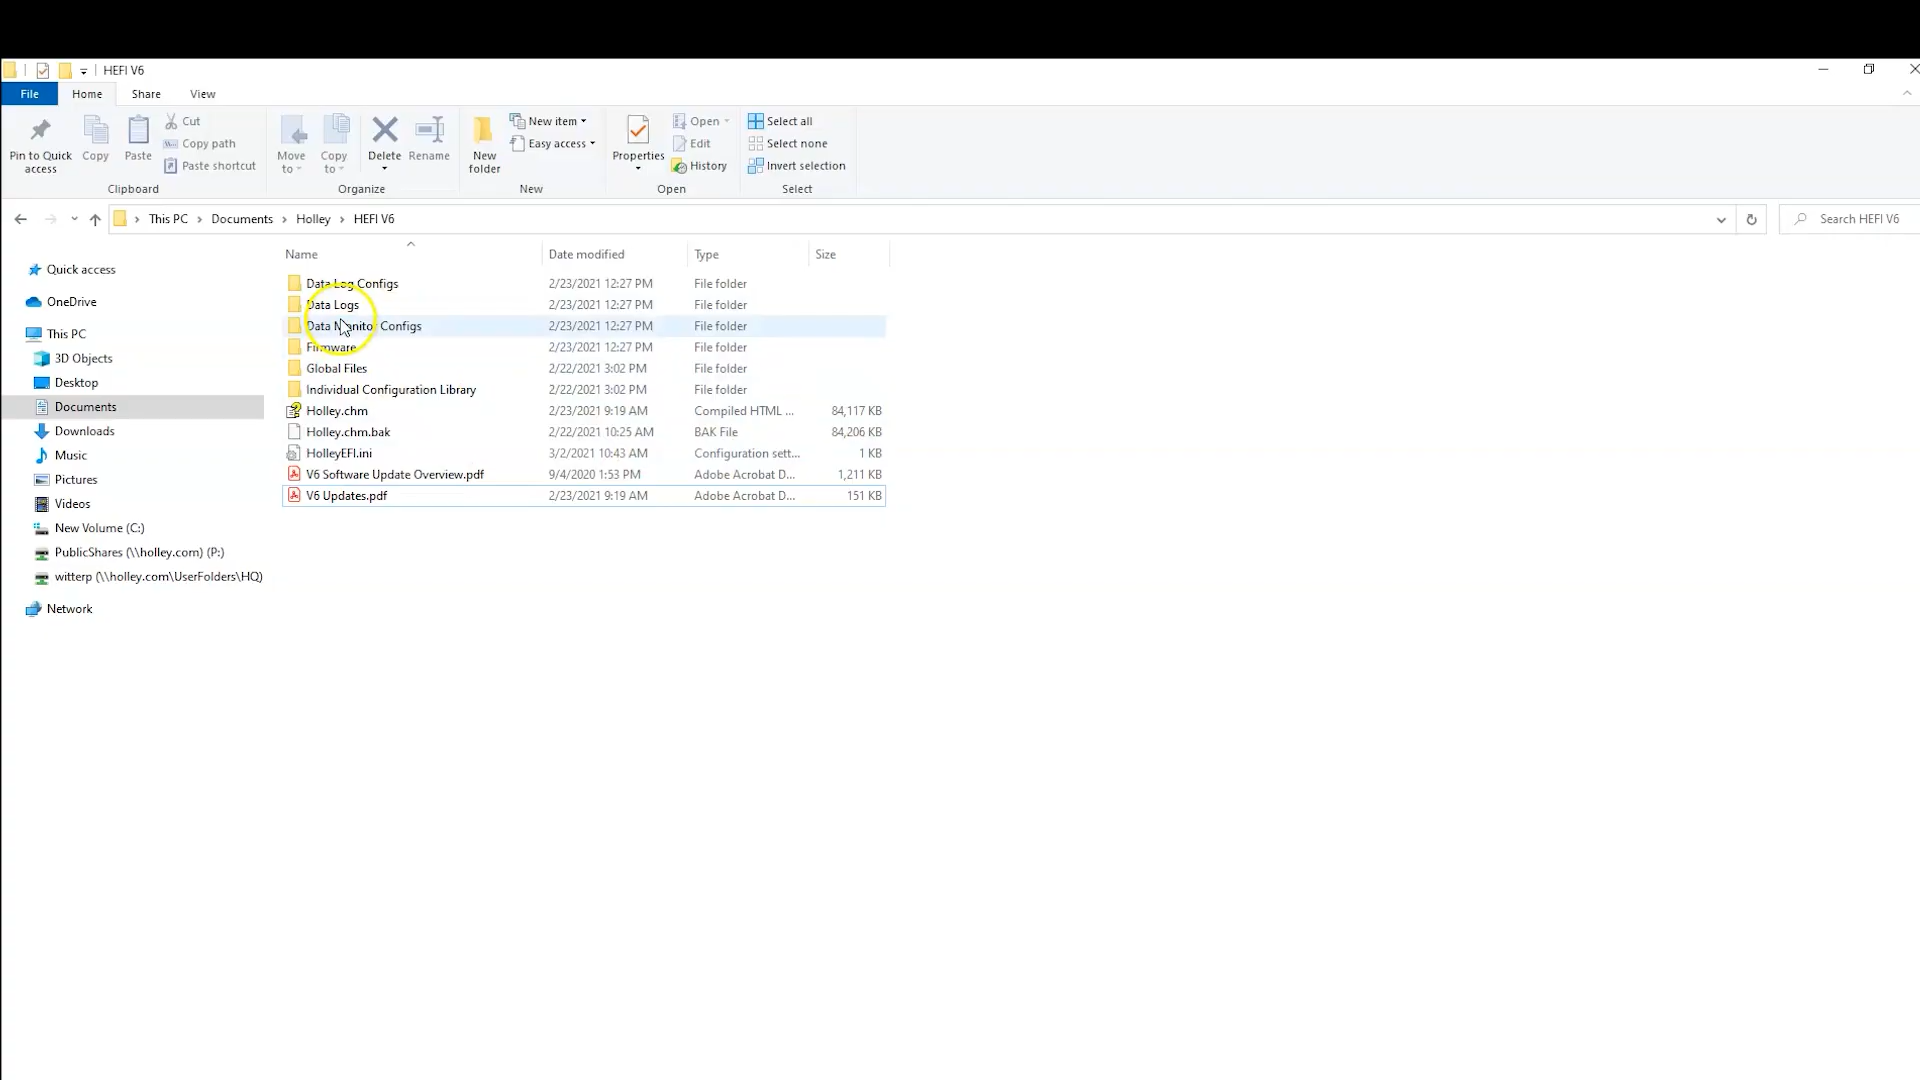 HEFI V6
File Home Share View
Pin to Quick access
Copy
Paste
Cut
Copy path
Paste shortcut
Clipboard
Move to
Copy to
Delete
Rename
Organize
New folder
New item
Easy access
New
Properties
Open
Edit
History
Open
Select all
Select none
Invert selection
Select
This PC › Documents › Holley › HEFI V6
Search HEFI V6
Quick access
OneDrive
This PC
3D Objects
Desktop
Documents
Downloads
Music
Pictures
Videos
New Volume (C:)
PublicShares (\\holley.com) (P:)
witterp (\\holley.com\UserFolders\HQ)
Network
Name Date modified Type Size
Data Log Configs 2/23/2021 12:27 PM File folder
Data Logs 2/23/2021 12:27 PM File folder
Data Monitor Configs 2/23/2021 12:27 PM File folder
Firmware 2/23/2021 12:27 PM File folder
Global Files 2/22/2021 3:02 PM File folder
Individual Configuration Library 2/22/2021 3:02 PM File folder
Holley.chm 2/23/2021 9:19 AM Compiled HTML ... 84,117 KB
Holley.chm.bak 2/22/2021 10:25 AM BAK File 84,206 KB
HolleyEFI.ini 3/2/2021 10:43 AM Configuration sett... 1 KB
V6 Software Update Overview.pdf 9/4/2020 1:53 PM Adobe Acrobat D... 1,211 KB
V6 Updates.pdf 2/23/2021 9:19 AM Adobe Acrobat D... 151 KB